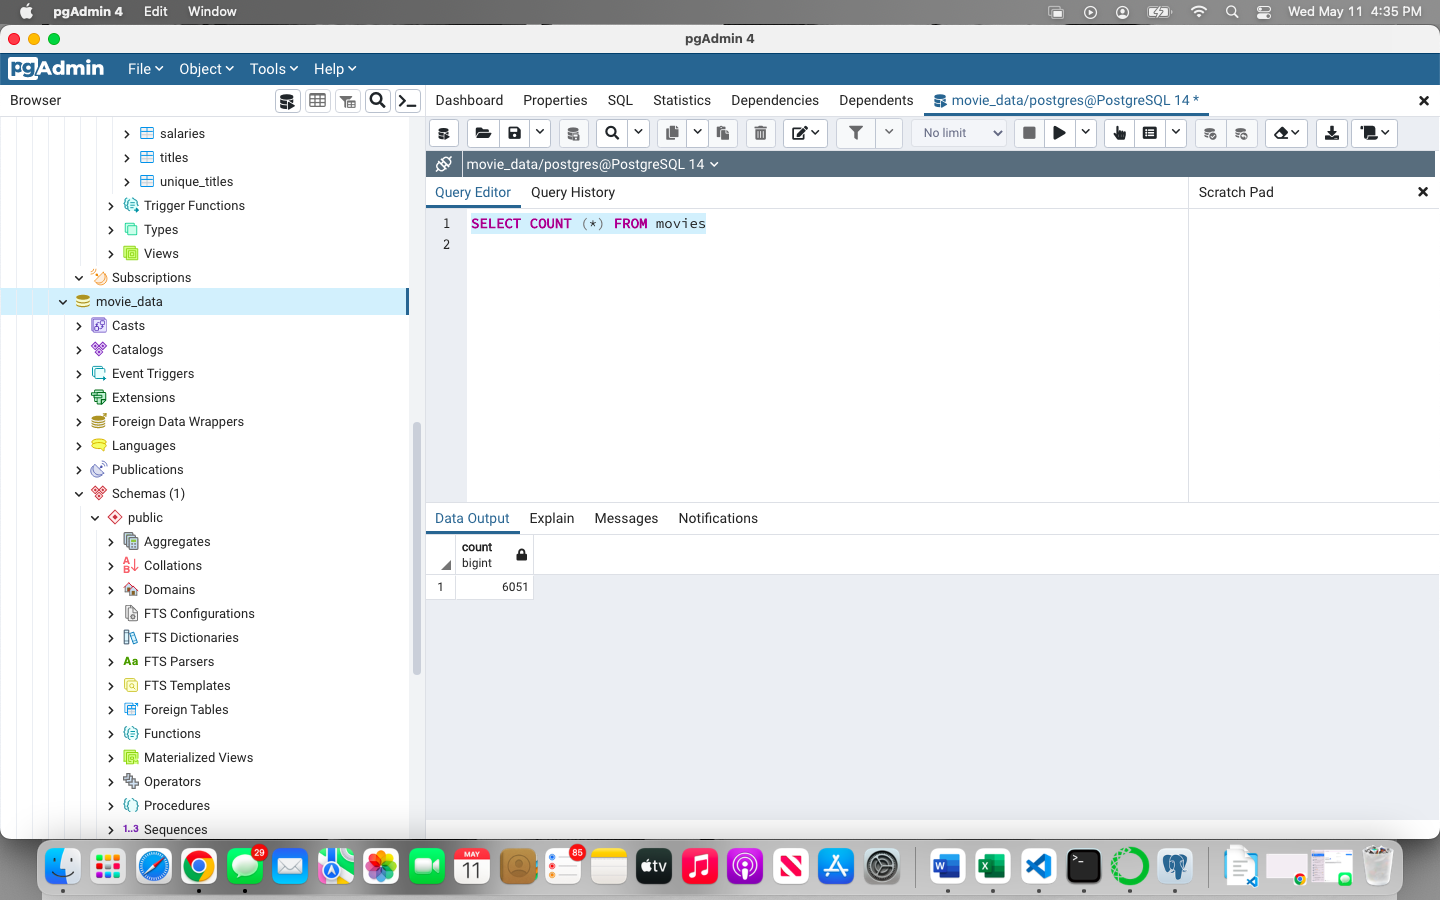 pgAdmin 4 Edit Window Wed May 11 4:35 PM
pgAdmin 4
pgAdmin File Object Tools Help
Browser
Dashboard Properties SQL Statistics Dependencies Dependents movie_data/postgres@PostgreSQL 14 *
No limit
movie_data/postgres@PostgreSQL 14
Query Editor Query History
Scratch Pad
1 SELECT COUNT (*) FROM movies
2
salaries
titles
unique_titles
Trigger Functions
Types
Views
Subscriptions
movie_data
Casts
Catalogs
Event Triggers
Extensions
Foreign Data Wrappers
Languages
Publications
Schemas (1)
public
Aggregates
Collations
Domains
FTS Configurations
FTS Dictionaries
Aa FTS Parsers
FTS Templates
Foreign Tables
Functions
Materialized Views
Operators
Procedures
1..3 Sequences
Data Output Explain Messages Notifications
count
bigint
1 6051
29
MAY
11
85
tv